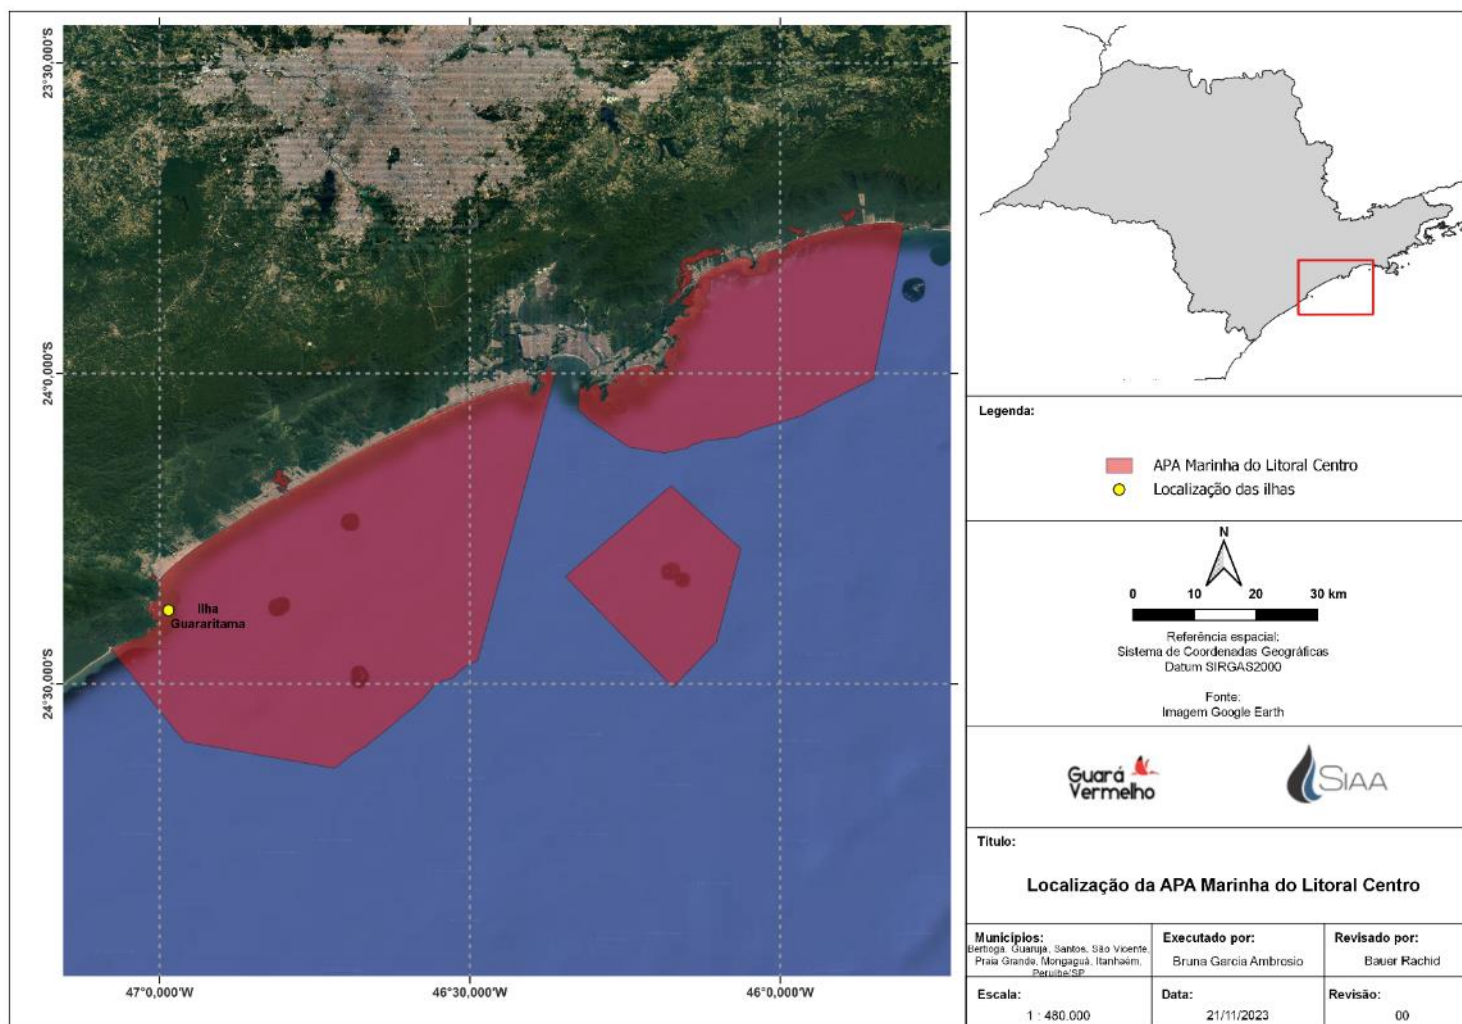 23°30,000'S
24°0,000'S
24°30,000'S
47°0,000'W
46°30,000'W
46°0,000'W
Ilha
Guararitama
Legenda:
APA Marinha do Litoral Centro
Localização das ilhas
N
0 10 20 30 km
Referência espacial:
Sistema de Coordenadas Geográficas
Datum SIRGAS2000
Fonte:
Imagem Google Earth
Guará
Vermelho
SIAA
Título:
Localização da APA Marinha do Litoral Centro
Municípios:
Bertioga, Guarujá, Santos, São Vicente,
Praia Grande, Mongaguá, Itanhaém,
Peruíbe/SP
Executado por:
Bruna Garcia Ambrosio
Revisado por:
Bauer Rachid
Escala:
1 : 480.000
Data:
21/11/2023
Revisão:
00